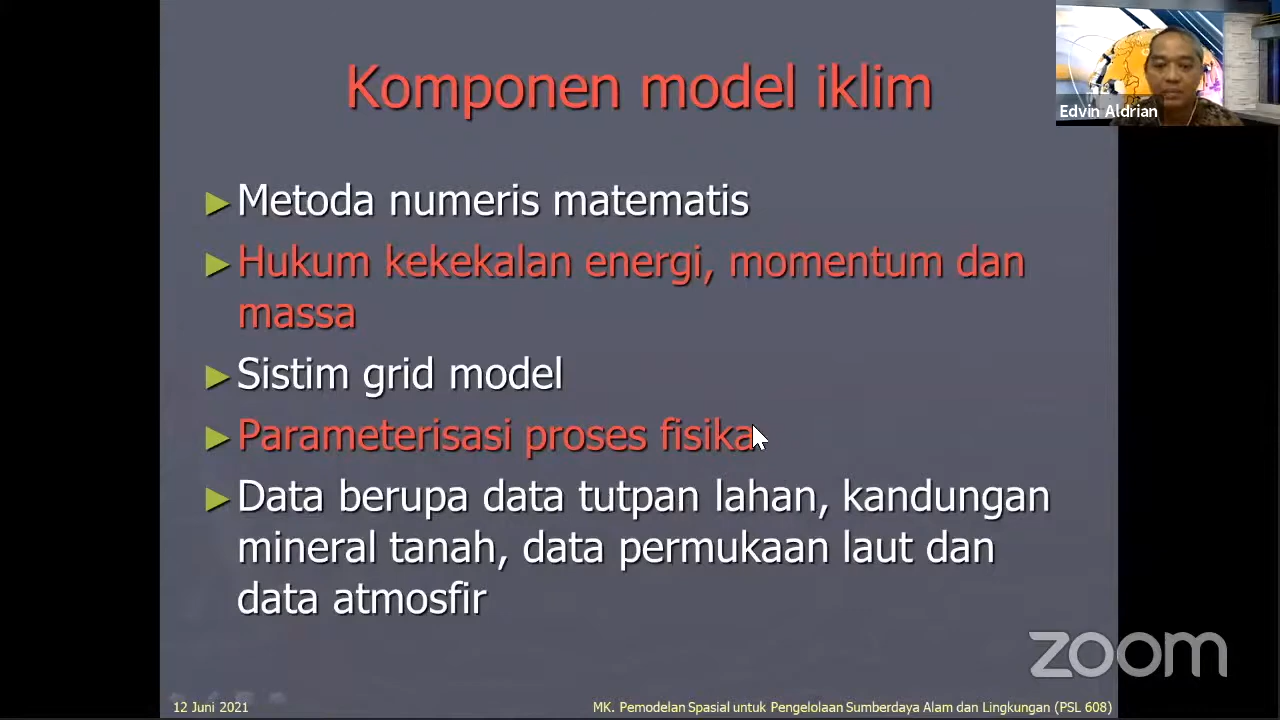 Komponen model iklim
Edvin Aldrian
Metoda numeris matematis
Hukum kekekalan energi, momentum dan
massa
Sistim grid model
Parameterisasi proses fisika
Data berupa data tutpan lahan, kandungan
mineral tanah, data permukaan laut dan
data atmosfir
zoom
12 Juni 2021
MK. Pemodelan Spasial untuk Pengelolaan Sumberdaya Alam dan Lingkungan (PSL 608)